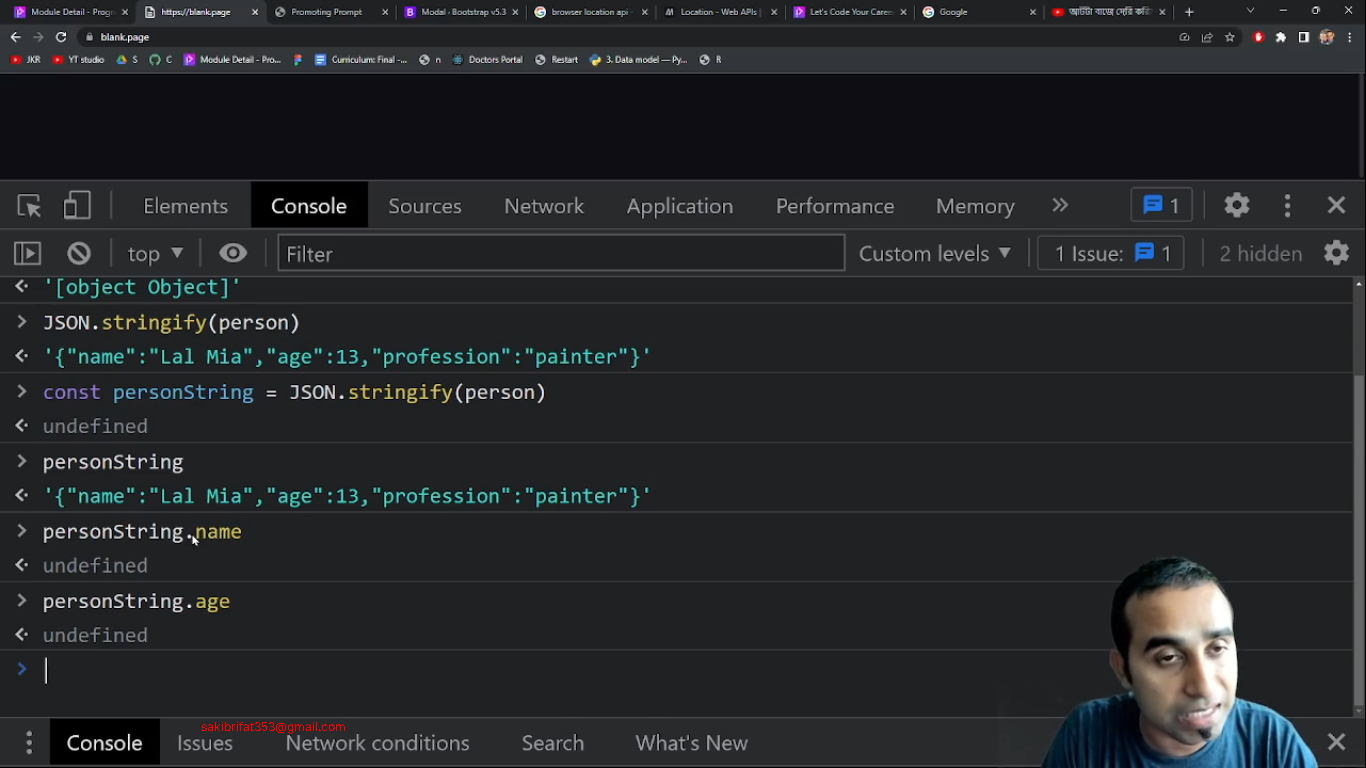 Module Detail - Progr
https://blank.page
Promoting Prompt
Modal · Bootstrap v5.3
browser location api -
Location - Web APIs |
Let's Code Your Caree
Google
blank.page
JKR
YT studio
S
C
Module Detail - Pro...
Curriculum: Final -...
n
Doctors Portal
Restart
3. Data model — Py...
R
Elements
Console
Sources
Network
Application
Performance
Memory
1
top
Filter
Custom levels
1 Issue: 1
2 hidden
'[object Object]'
JSON.stringify(person)
'{"name":"Lal Mia","age":13,"profession":"painter"}'
const personString = JSON.stringify(person)
undefined
personString
'{"name":"Lal Mia","age":13,"profession":"painter"}'
personString.name
undefined
personString.age
undefined
sakibrifat353@gmail.com
Console
Issues
Network conditions
Search
What's New